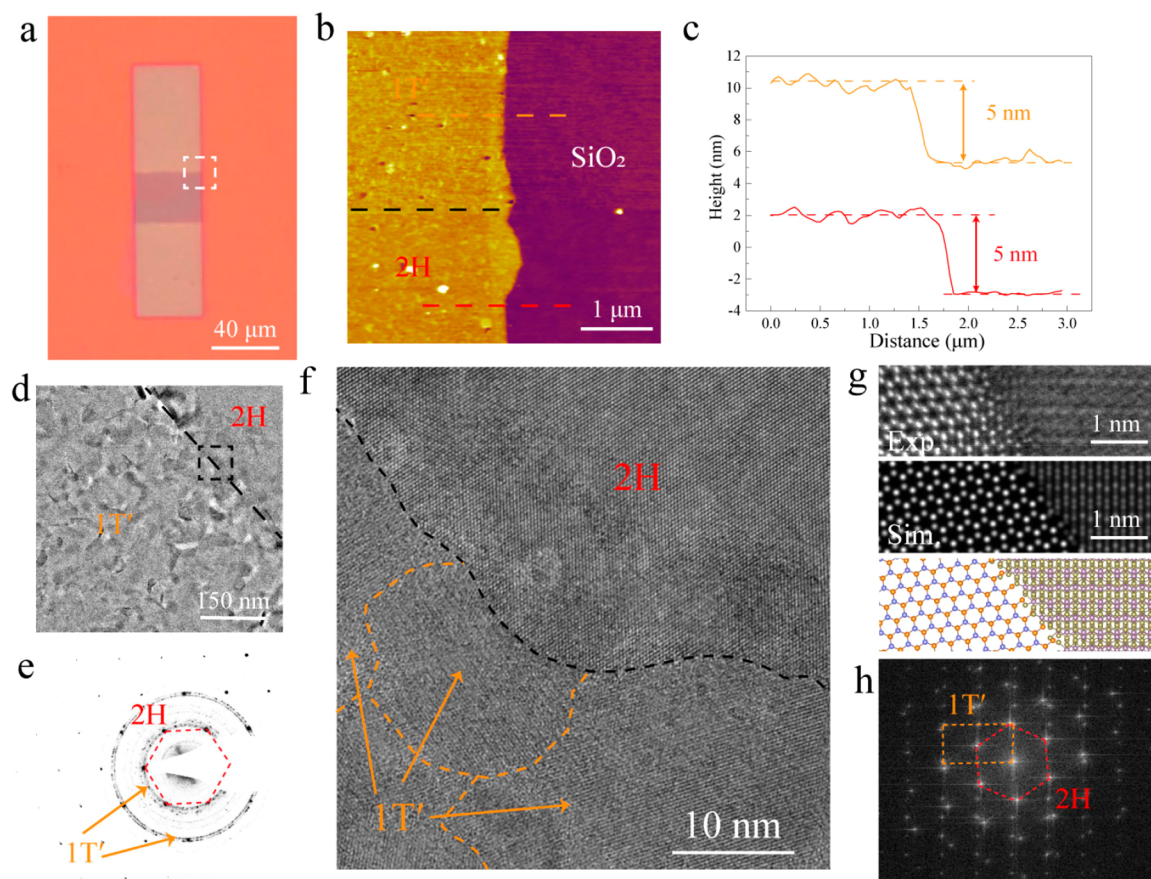 a
40 μm
b
1T′
SiO₂
2H
1 μm
c
Height (nm)
12
10
8
6
4
2
0
-2
-4
5 nm
5 nm
0.0 0.5 1.0 1.5 2.0 2.5 3.0
Distance (μm)
d
2H
1T′
150 nm
e
2H
1T′
f
2H
1T′
10 nm
g
Exp.
1 nm
Sim.
1 nm
h
1T′
2H